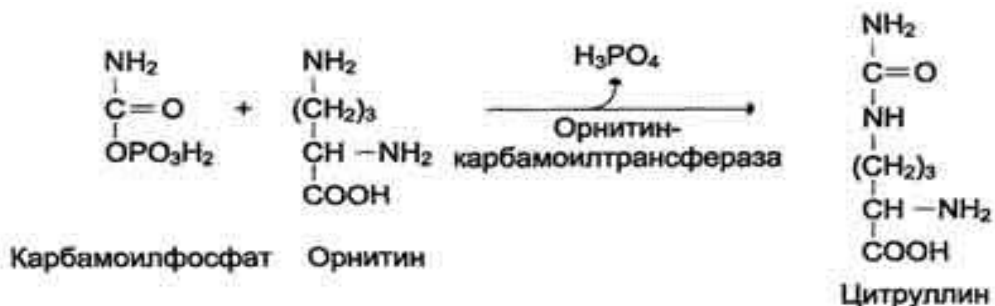 NH₂
C=O
OPO₃H₂
+
NH₂
(CH₂)₃
CH –NH₂
COOH
H₃PO₄
Орнитин-
карбамоилтрансфераза
NH₂
C=O
NH
(CH₂)₃
CH –NH₂
COOH
Карбамоилфосфат Орнитин
Цитруллин